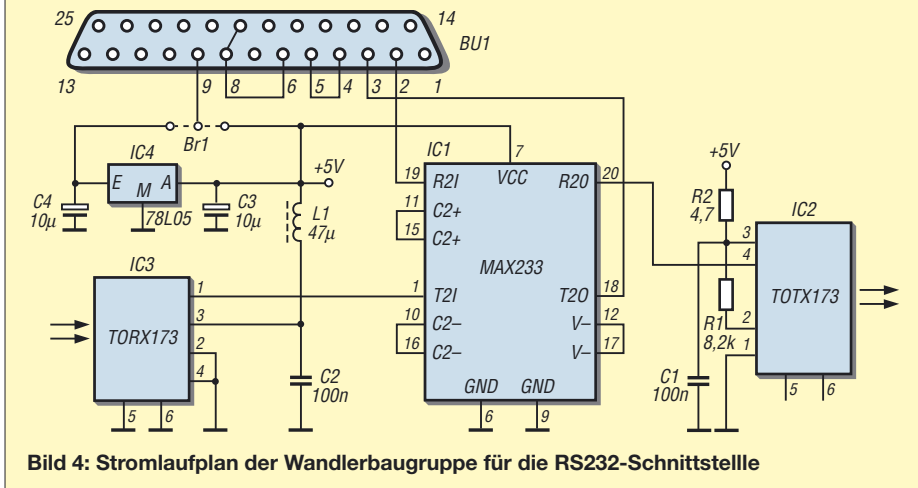 25 14
BU1
13 9 8 6 5 4 3 2 1
Br1
IC4
E M A
78L05
+5V
C4
10µ
C3
10µ
L1
47µ
IC3
TORX173
1
3
2
4
5 6
C2
100n
IC1
7
VCC
19 R2I
R20 20
11 C2+
15 C2+
MAX233
1 T2I
T2O 18
10 C2–
V– 12
16 C2–
V– 17
GND GND
6 9
+5V
R2
4,7
IC2
3
4
TOTX173
R1
8,2k
2
1
C1
100n
5 6
Bild 4: Stromlaufplan der Wandlerbaugruppe für die RS232-Schnittstellle